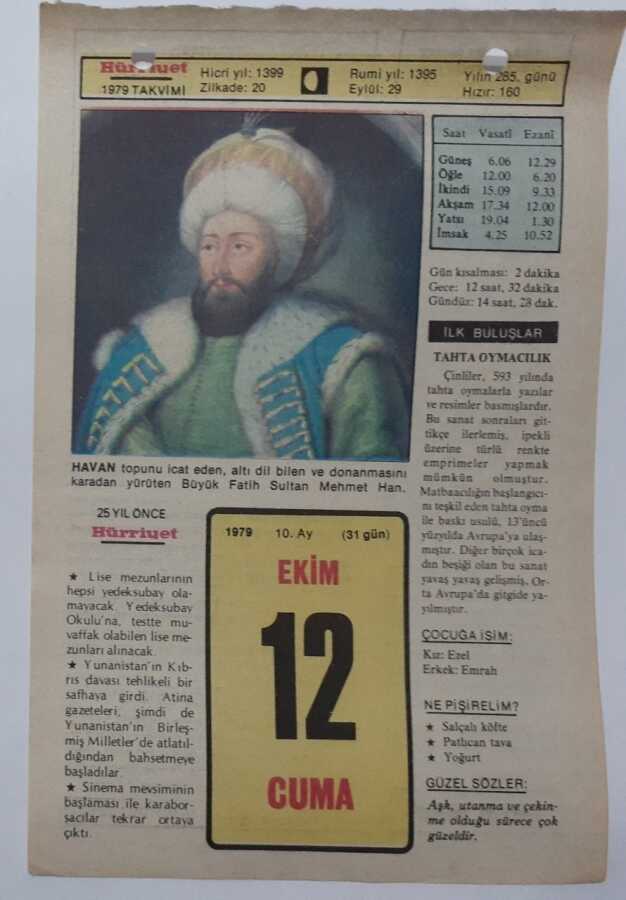 Hürriyet
1979 TAKVİMİ
Hicri yıl: 1399
Zilkade: 20
Rumi yıl: 1395
Eylül: 29
Yılın 285. günü
Hızır: 160
Saat Vasatî Ezanî
Güneş 6.06 12.29
Öğle 12.00 6.20
İkindi 15.09 9.33
Akşam 17.34 12.00
Yatsı 19.04 1.30
İmsak 4.25 10.52
Gün kısalması: 2 dakika
Gece: 12 saat, 32 dakika
Gündüz: 14 saat, 28 dak.
İLK BULUŞLAR
TAHTA OYMACILIK
Çinliler, 593 yılında
tahta oymalarla yazılar
ve resimler basmışlardır.
Bu sanat sonraları git-
tikçe ilerlemiş, ipekli
üzerine türlü renkte
emprimeler yapmak
mümkün olmuştur.
Matbaacılığın başlangıcı-
nı teşkil eden tahta oyma
ile baskı usulü, 13'üncü
yüzyılda Avrupa'ya ulaş-
mıştır. Diğer birçok ica-
dın beşiği olan bu sanat
yavaş yavaş gelişmiş, Or-
ta Avrupa'da gitgide ya-
yılmıştır.
ÇOCUĞA İSİM:
Kız: Ezel
Erkek: Emrah
NE PİŞİRELİM?
★ Salçalı köfte
★ Patlıcan tava
★ Yoğurt
GÜZEL SÖZLER:
Aşk, utanma ve çekin-
me olduğu sürece çok
güzeldir.
HAVAN topunu icat eden, altı dil bilen ve donanmasını
karadan yürüten Büyük Fatih Sultan Mehmet Han.
25 YIL ÖNCE
Hürriyet
★ Lise mezunlarının
hepsi yedeksubay ola-
mayacak. Yedeksubay
Okulu'na, testte mu-
vaffak olabilen lise me-
zunları alınacak.
★ Yunanistan'ın Kıb-
rıs davası tehlikeli bir
safhaya girdi. Atina
gazeteleri, şimdi de
Yunanistan'ın Birleş-
miş Milletler'de atlatıl-
dığından bahsetmeye
başladılar.
★ Sinema mevsiminin
başlaması ile karabor-
sacılar tekrar ortaya
çıktı.
1979 10. Ay (31 gün)
EKİM
12
CUMA